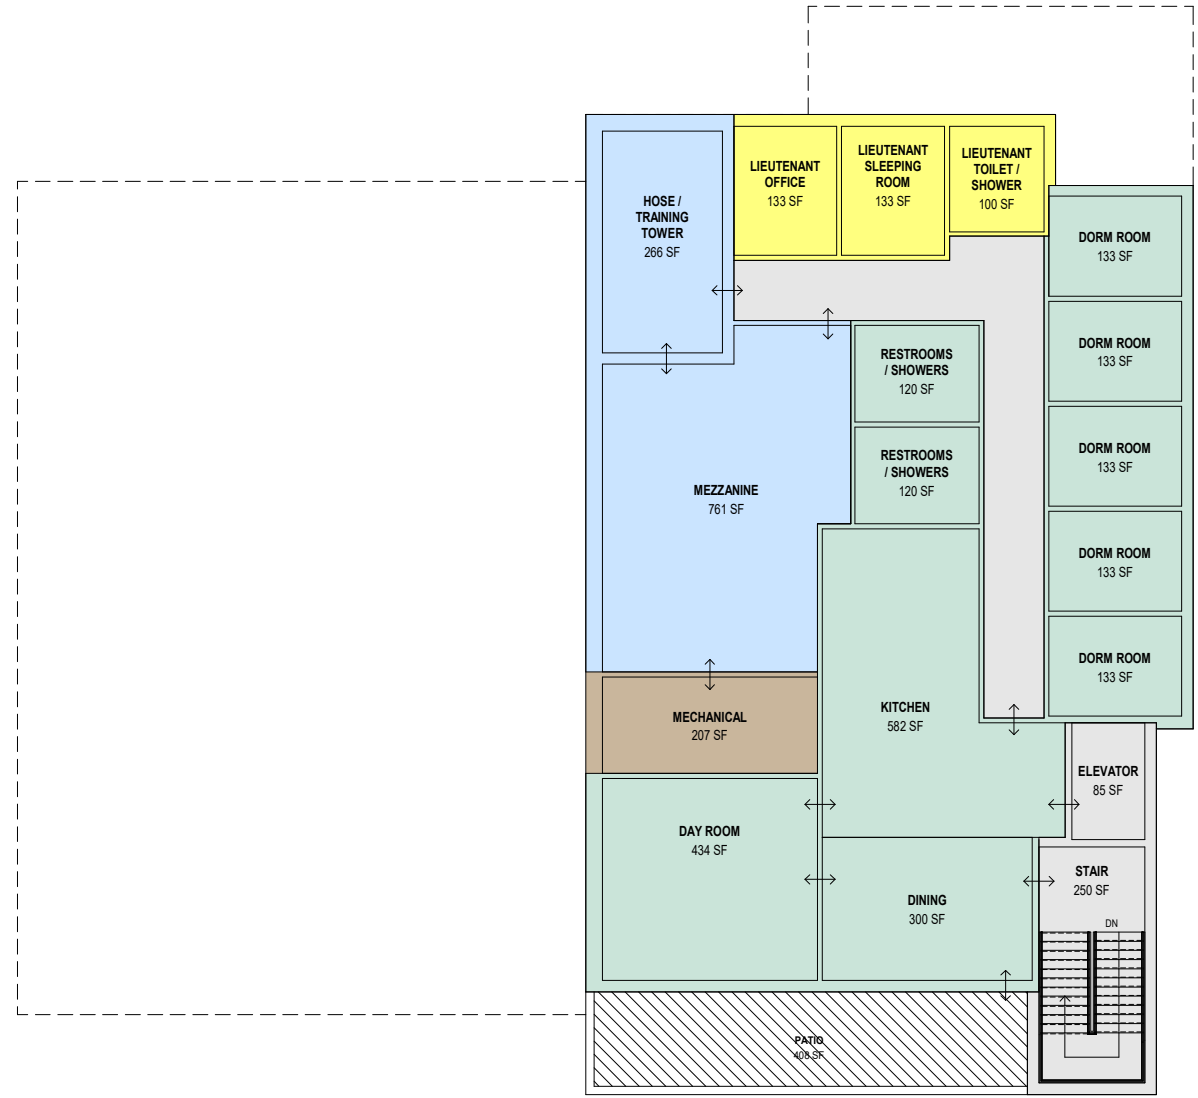 LIEUTENANT
OFFICE
133 SF
LIEUTENANT
SLEEPING
ROOM
133 SF
LIEUTENANT
TOILET /
SHOWER
100 SF
HOSE /
TRAINING
TOWER
266 SF
DORM ROOM
133 SF
DORM ROOM
133 SF
RESTROOMS
/ SHOWERS
120 SF
DORM ROOM
133 SF
RESTROOMS
/ SHOWERS
120 SF
MEZZANINE
761 SF
DORM ROOM
133 SF
DORM ROOM
133 SF
KITCHEN
582 SF
MECHANICAL
207 SF
ELEVATOR
85 SF
DAY ROOM
434 SF
STAIR
250 SF
DINING
300 SF
DN
PATIO
408 SF